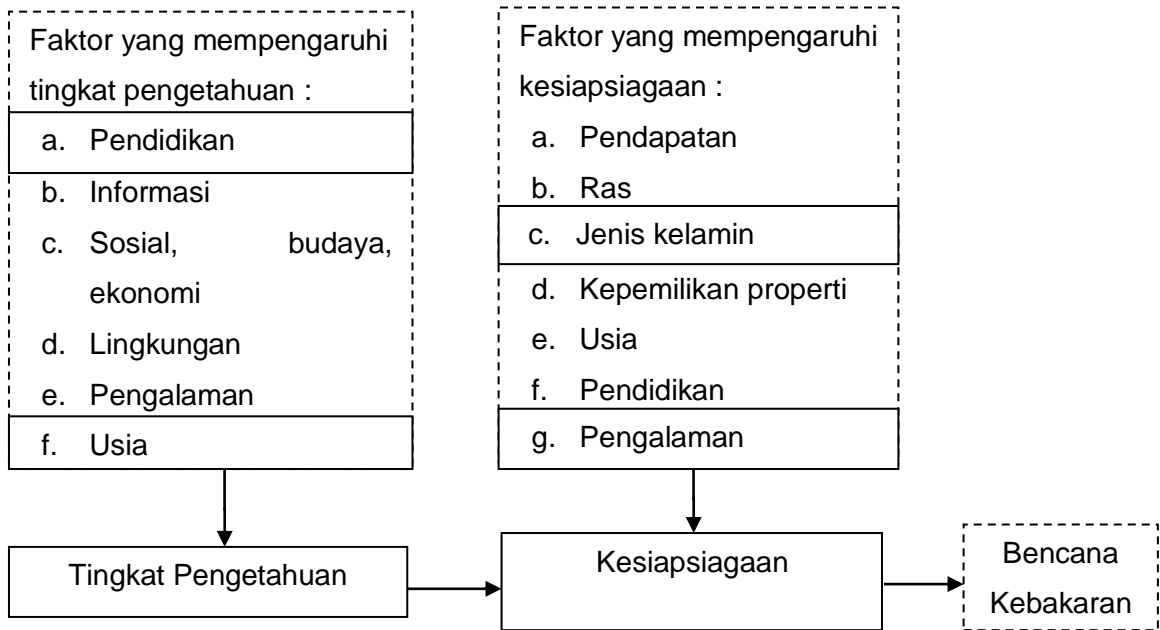 Faktor yang mempengaruhi
tingkat pengetahuan :
a. Pendidikan
b. Informasi
c. Sosial, budaya,
ekonomi
d. Lingkungan
e. Pengalaman
f. Usia
Faktor yang mempengaruhi
kesiapsiagaan :
a. Pendapatan
b. Ras
c. Jenis kelamin
d. Kepemilikan properti
e. Usia
f. Pendidikan
g. Pengalaman
Tingkat Pengetahuan
Kesiapsiagaan
Bencana
Kebakaran